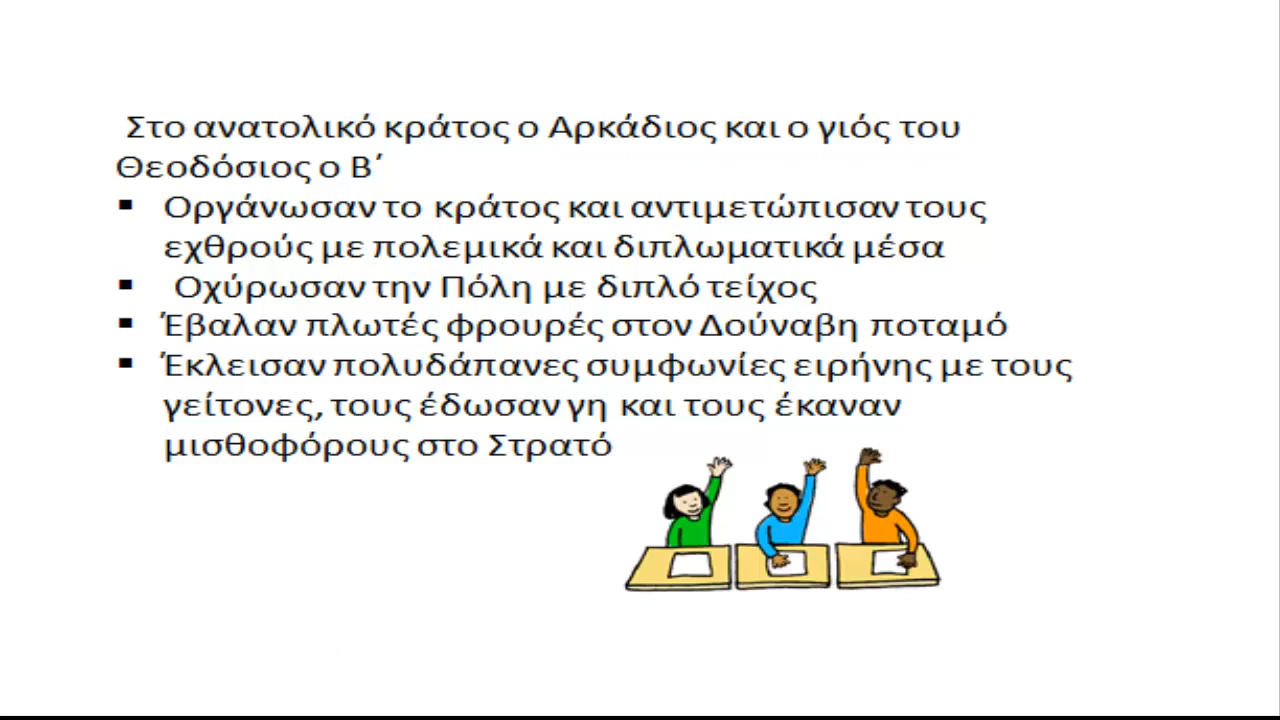 Στο ανατολικό κράτος ο Αρκάδιος και ο γιός του
Θεοδόσιος ο Β΄
▪ Οργάνωσαν το κράτος και αντιμετώπισαν τους
εχθρούς με πολεμικά και διπλωματικά μέσα
▪ Οχύρωσαν την Πόλη με διπλό τείχος
▪ Έβαλαν πλωτές φρουρές στον Δούναβη ποταμό
▪ Έκλεισαν πολυδάπανες συμφωνίες ειρήνης με τους
γείτονες, τους έδωσαν γη και τους έκαναν
μισθοφόρους στο Στρατό